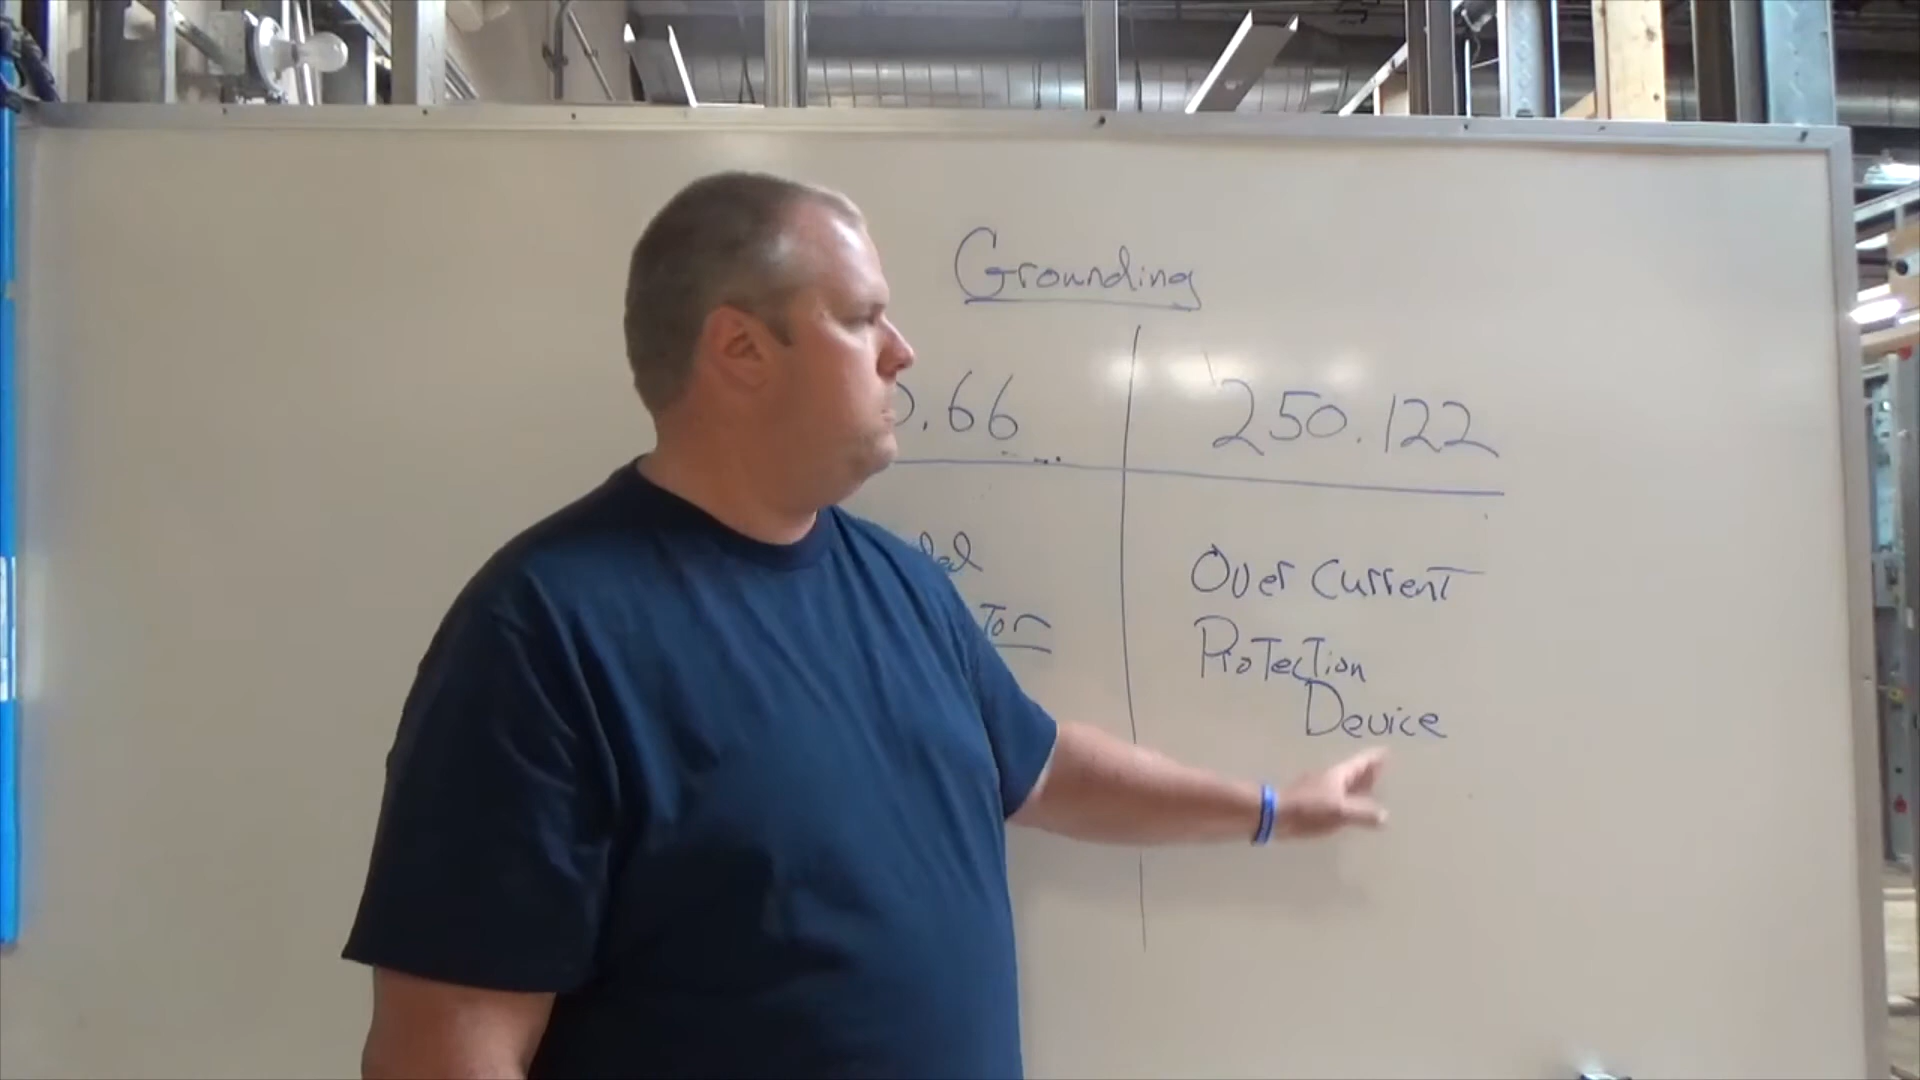 Grounding
.66
250.122
Over Current
Protection
Device